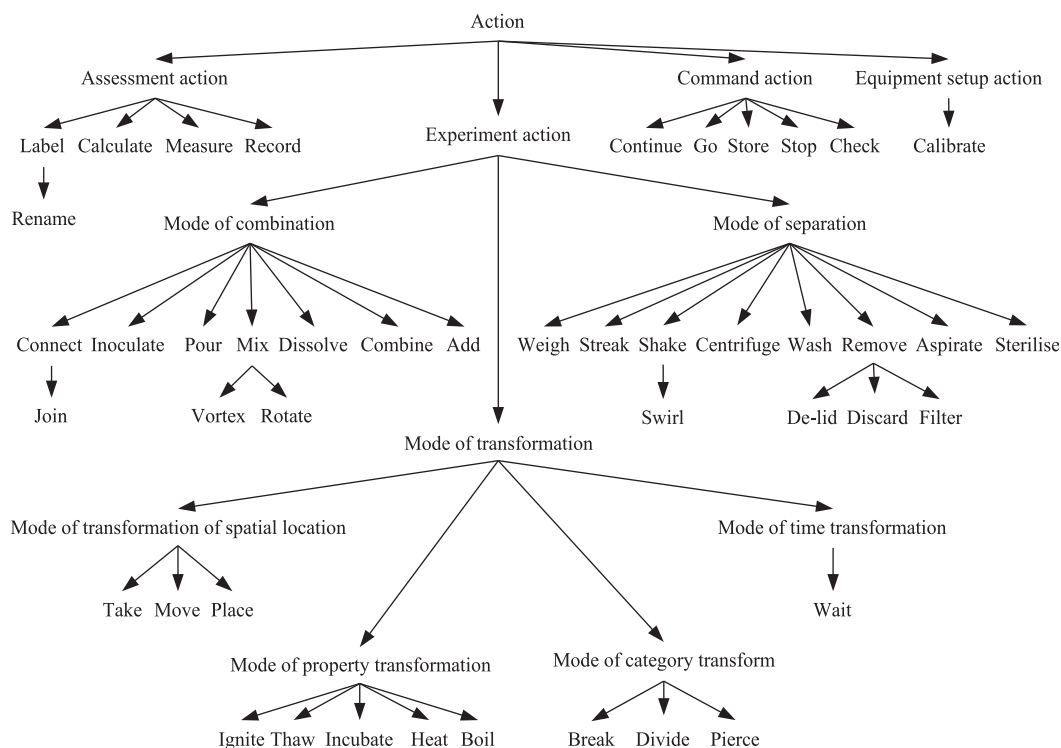 Action
Assessment action Command action Equipment setup action
Experiment action
Label Calculate Measure Record Continue Go Store Stop Check Calibrate
Rename
Mode of combination Mode of separation
Connect Inoculate Pour Mix Dissolve Combine Add Weigh Streak Shake Centrifuge Wash Remove Aspirate Sterilise
Join Vortex Rotate Swirl De-lid Discard Filter
Mode of transformation
Mode of transformation of spatial location Mode of time transformation
Take Move Place Wait
Mode of property transformation Mode of category transform
Ignite Thaw Incubate Heat Boil Break Divide Pierce